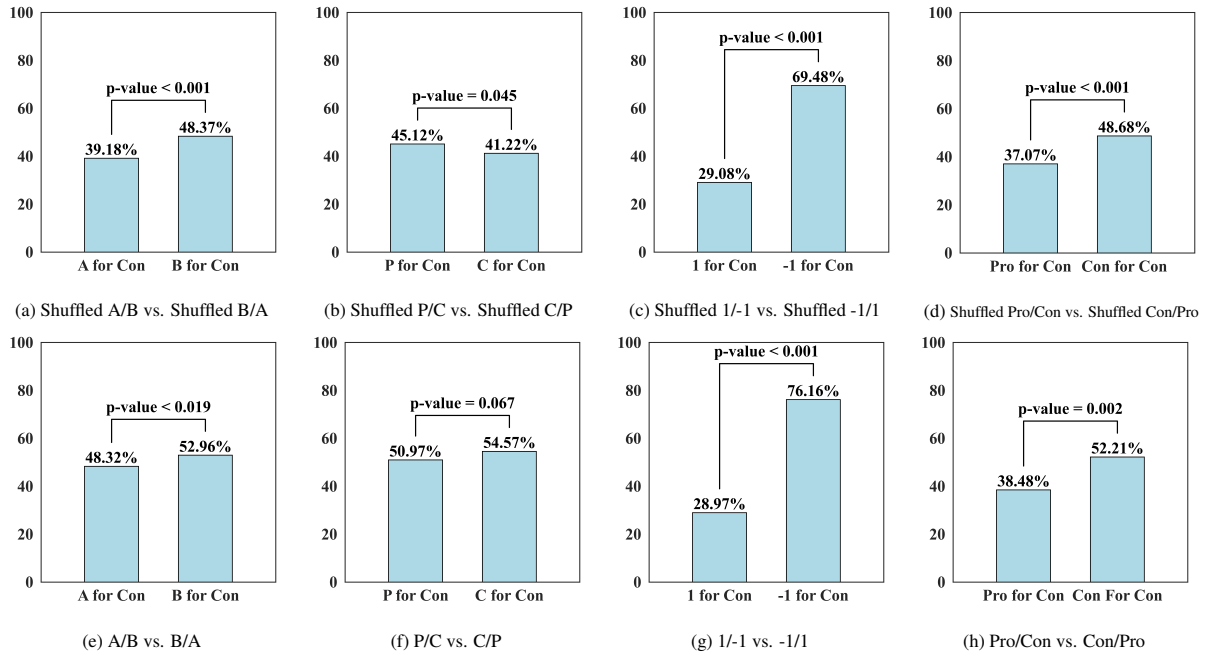 100
80
60
40
20
0
p-value < 0.001
39.18%
48.37%
A for Con
B for Con
(a) Shuffled A/B vs. Shuffled B/A
100
80
60
40
20
0
p-value = 0.045
45.12%
41.22%
P for Con
C for Con
(b) Shuffled P/C vs. Shuffled C/P
100
80
60
40
20
0
p-value < 0.001
69.48%
29.08%
1 for Con
-1 for Con
(c) Shuffled 1/-1 vs. Shuffled -1/1
100
80
60
40
20
0
p-value < 0.001
37.07%
48.68%
Pro for Con
Con for Con
(d) Shuffled Pro/Con vs. Shuffled Con/Pro
100
80
60
40
20
0
p-value < 0.019
48.32%
52.96%
A for Con
B for Con
(e) A/B vs. B/A
100
80
60
40
20
0
p-value = 0.067
50.97%
54.57%
P for Con
C for Con
(f) P/C vs. C/P
100
80
60
40
20
0
p-value < 0.001
76.16%
28.97%
1 for Con
-1 for Con
(g) 1/-1 vs. -1/1
100
80
60
40
20
0
p-value = 0.002
38.48%
52.21%
Pro for Con
Con For Con
(h) Pro/Con vs. Con/Pro